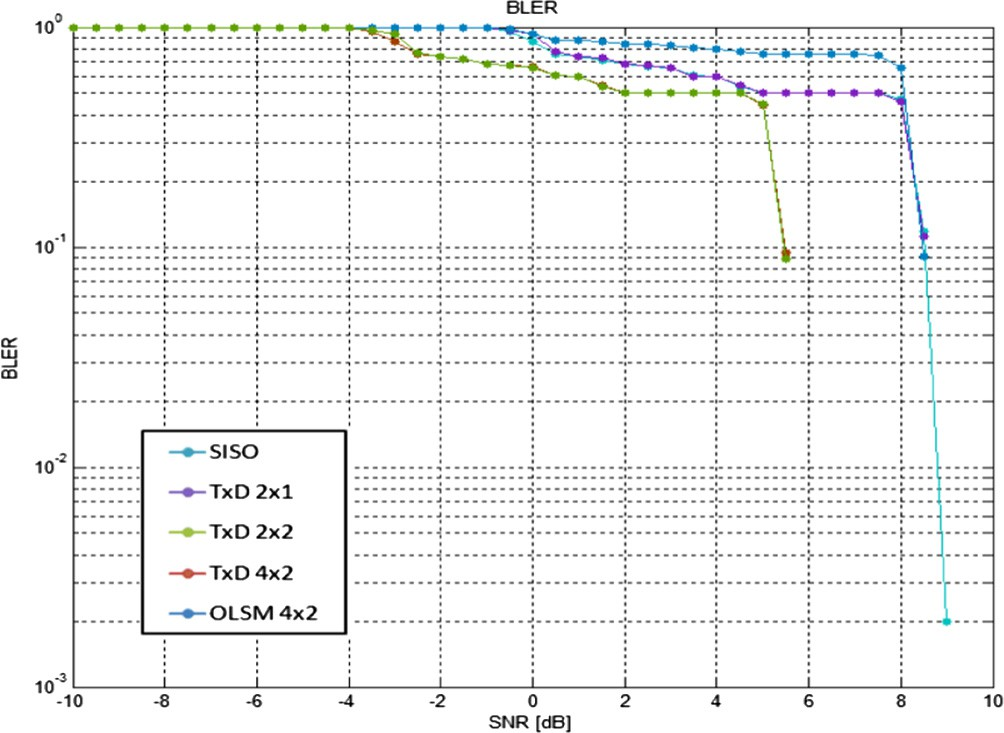 BLER
10^0
10^-1
10^-2
10^-3
BLER
SISO
TxD 2x1
TxD 2x2
TxD 4x2
OLSM 4x2
-10 -8 -6 -4 -2 0 2 4 6 8 10
SNR [dB]